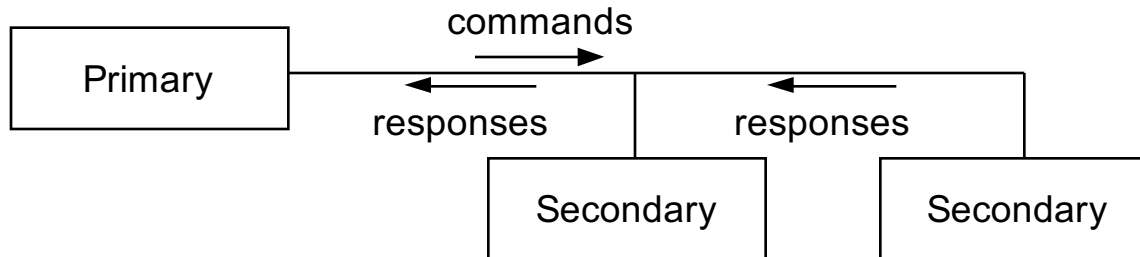 commands
Primary
responses
responses
Secondary
Secondary